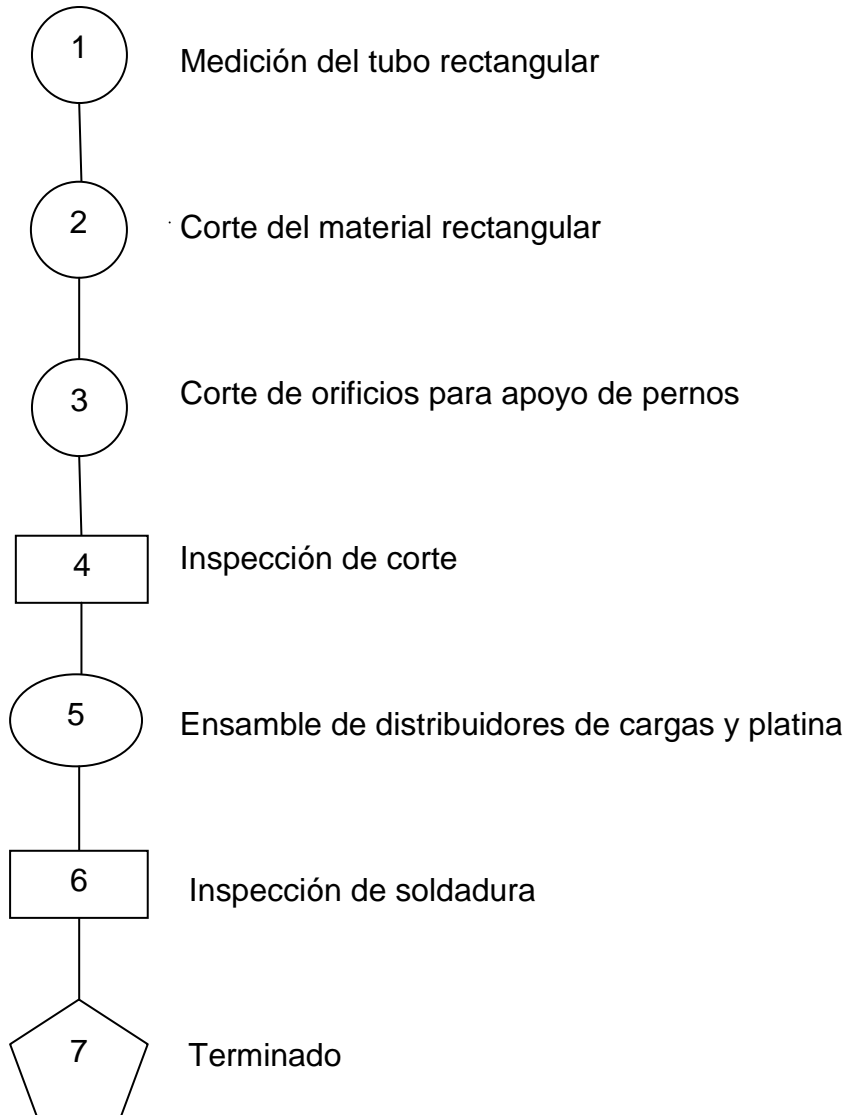 1 Medición del tubo rectangular
2 Corte del material rectangular
3 Corte de orificios para apoyo de pernos
4 Inspección de corte
5 Ensamble de distribuidores de cargas y platina
6 Inspección de soldadura
7 Terminado